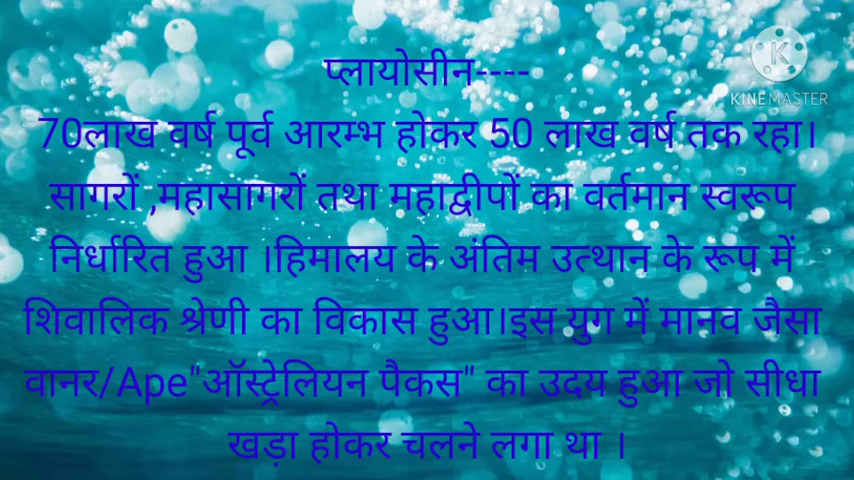 प्लायोसीन----
K
KINEMASTER
70लाख वर्ष पूर्व आरम्भ होकर 50 लाख वर्ष तक रहा।
सागरों ,महासागरों तथा महाद्वीपों का वर्तमान स्वरूप
निर्धारित हुआ ।हिमालय के अंतिम उत्थान के रूप में
शिवालिक श्रेणी का विकास हुआ।इस युग में मानव जैसा
वानर/Ape"ऑस्ट्रेलियन पैकस" का उदय हुआ जो सीधा
खड़ा होकर चलने लगा था ।